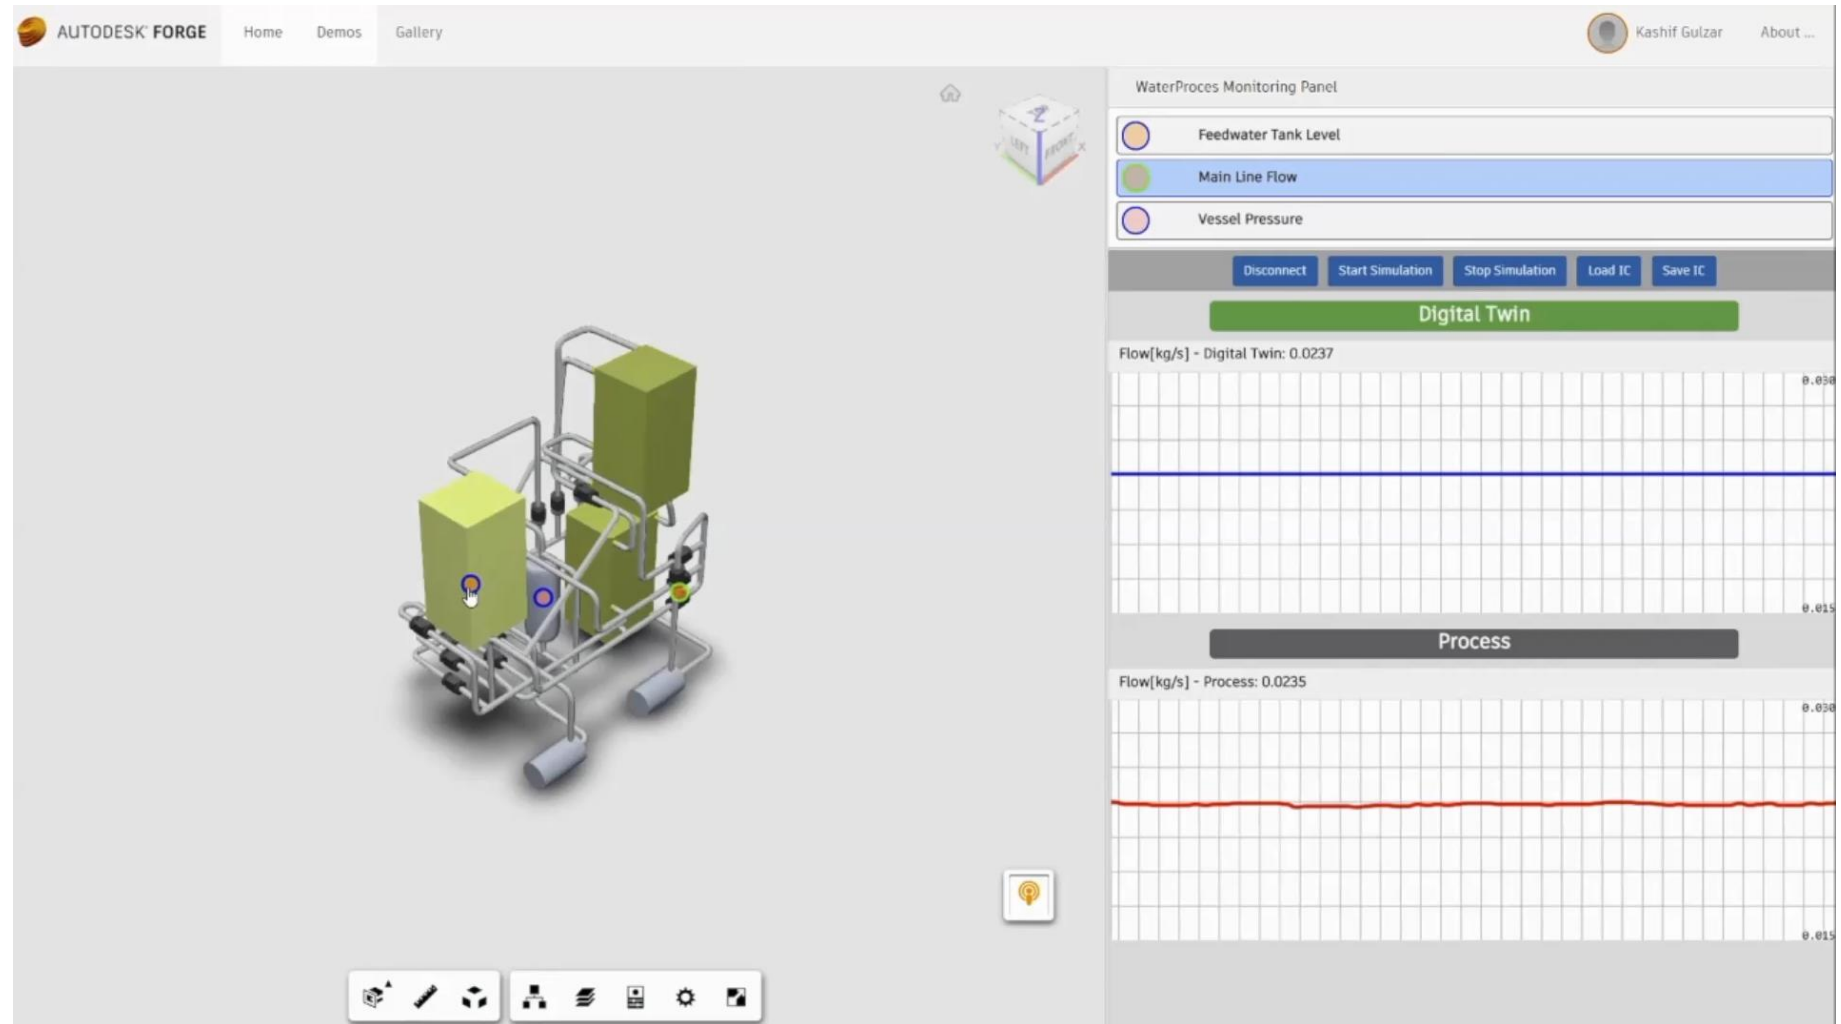 AUTODESK® FORGE Home Demos Gallery Kashif Gulzar About ...
WaterProces Monitoring Panel
Feedwater Tank Level
Main Line Flow
Vessel Pressure
Disconnect Start Simulation Stop Simulation Load IC Save IC
Digital Twin
Flow[kg/s] - Digital Twin: 0.0237
0.030
0.015
Process
Flow[kg/s] - Process: 0.0235
0.030
0.015
LEFT FRONT
Z
X
Y